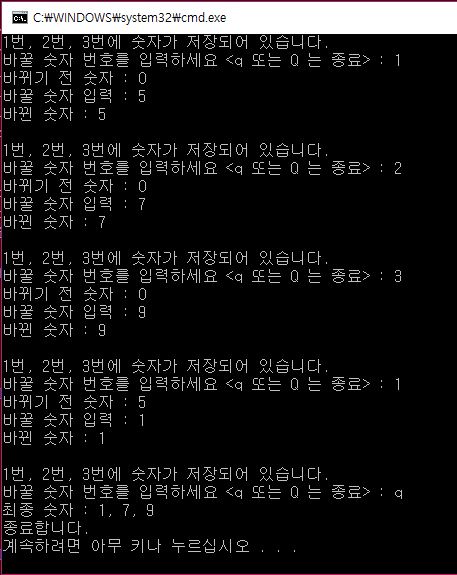 C:₩WINDOWS₩system32₩cmd.exe
1번, 2번, 3번에 숫자가 저장되어 있습니다.
바꿀 숫자 번호를 입력하세요 <q 또는 Q 는 종료> : 1
바뀌기 전 숫자 : 0
바꿀 숫자 입력 : 5
바뀐 숫자 : 5
1번, 2번, 3번에 숫자가 저장되어 있습니다.
바꿀 숫자 번호를 입력하세요 <q 또는 Q 는 종료> : 2
바뀌기 전 숫자 : 0
바꿀 숫자 입력 : 7
바뀐 숫자 : 7
1번, 2번, 3번에 숫자가 저장되어 있습니다.
바꿀 숫자 번호를 입력하세요 <q 또는 Q 는 종료> : 3
바뀌기 전 숫자 : 0
바꿀 숫자 입력 : 9
바뀐 숫자 : 9
1번, 2번, 3번에 숫자가 저장되어 있습니다.
바꿀 숫자 번호를 입력하세요 <q 또는 Q 는 종료> : 1
바뀌기 전 숫자 : 5
바꿀 숫자 입력 : 1
바뀐 숫자 : 1
1번, 2번, 3번에 숫자가 저장되어 있습니다.
바꿀 숫자 번호를 입력하세요 <q 또는 Q 는 종료> : q
최종 숫자 : 1, 7, 9
종료합니다.
계속하려면 아무 키나 누르십시오 . . .